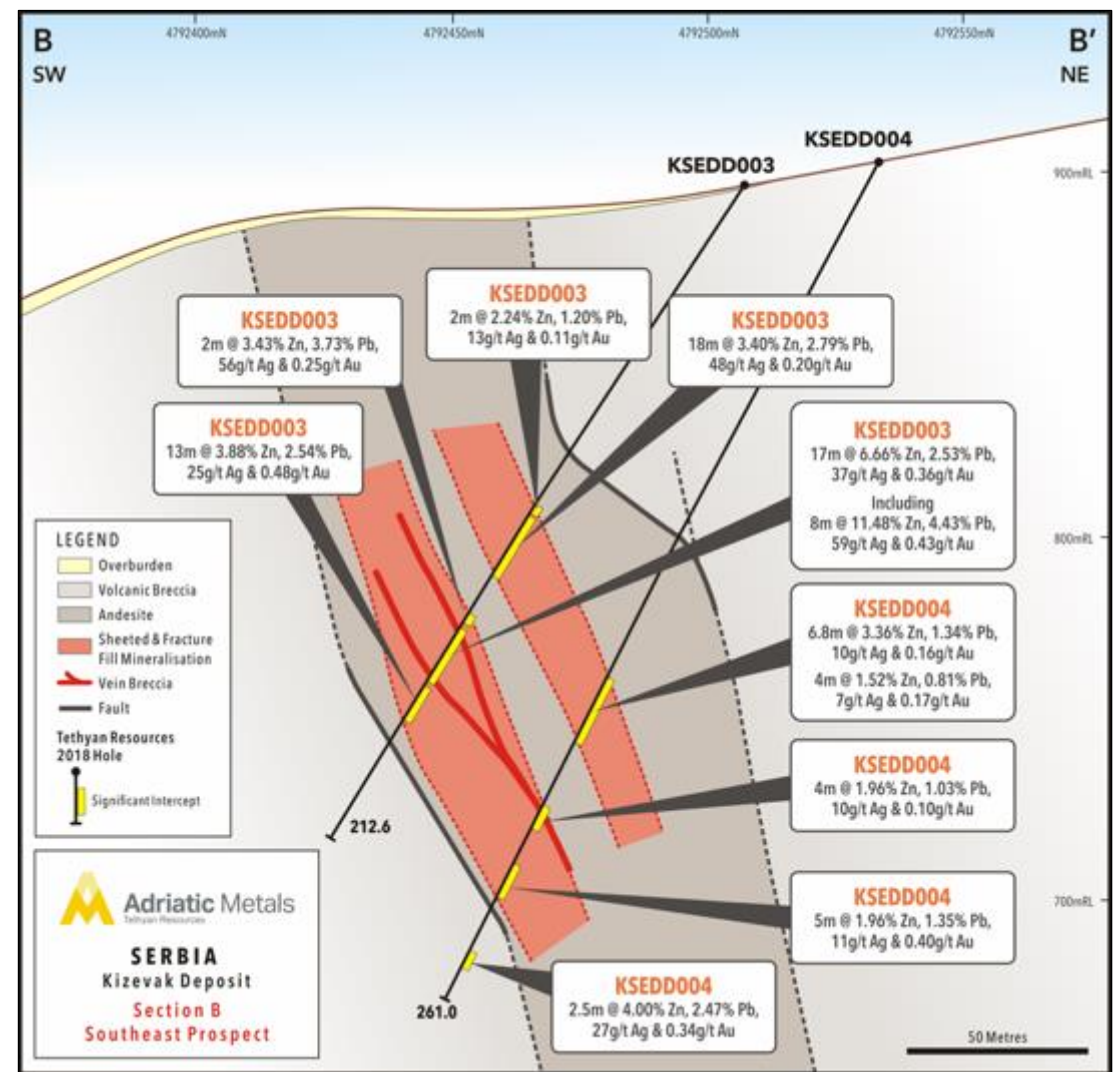 B
SW
4792400mN
4792450mN
4792500mN
4792550mN
B'
NE
KSEDD003
KSEDD004
900mRL
800mRL
700mRL
KSEDD003
2m @ 3.43% Zn, 3.73% Pb,
56g/t Ag & 0.25g/t Au
KSEDD003
2m @ 2.24% Zn, 1.20% Pb,
13g/t Ag & 0.11g/t Au
KSEDD003
18m @ 3.40% Zn, 2.79% Pb,
48g/t Ag & 0.20g/t Au
KSEDD003
13m @ 3.88% Zn, 2.54% Pb,
25g/t Ag & 0.48g/t Au
KSEDD003
17m @ 6.66% Zn, 2.53% Pb,
37g/t Ag & 0.36g/t Au
Including
8m @ 11.48% Zn, 4.43% Pb,
59g/t Ag & 0.43g/t Au
KSEDD004
6.8m @ 3.36% Zn, 1.34% Pb,
10g/t Ag & 0.16g/t Au
4m @ 1.52% Zn, 0.81% Pb,
7g/t Ag & 0.17g/t Au
KSEDD004
4m @ 1.96% Zn, 1.03% Pb,
10g/t Ag & 0.10g/t Au
KSEDD004
5m @ 1.96% Zn, 1.35% Pb,
11g/t Ag & 0.40g/t Au
KSEDD004
2.5m @ 4.00% Zn, 2.47% Pb,
27g/t Ag & 0.34g/t Au
212.6
261.0
LEGEND
Overburden
Volcanic Breccia
Andesite
Sheeted & Fracture
Fill Mineralisation
Vein Breccia
Fault
Tethyan Resources
2018 Hole
Significant Intercept
Adriatic Metals
Tethyan Resources
SERBIA
Kizevak Deposit
Section B
Southeast Prospect
50 Metres